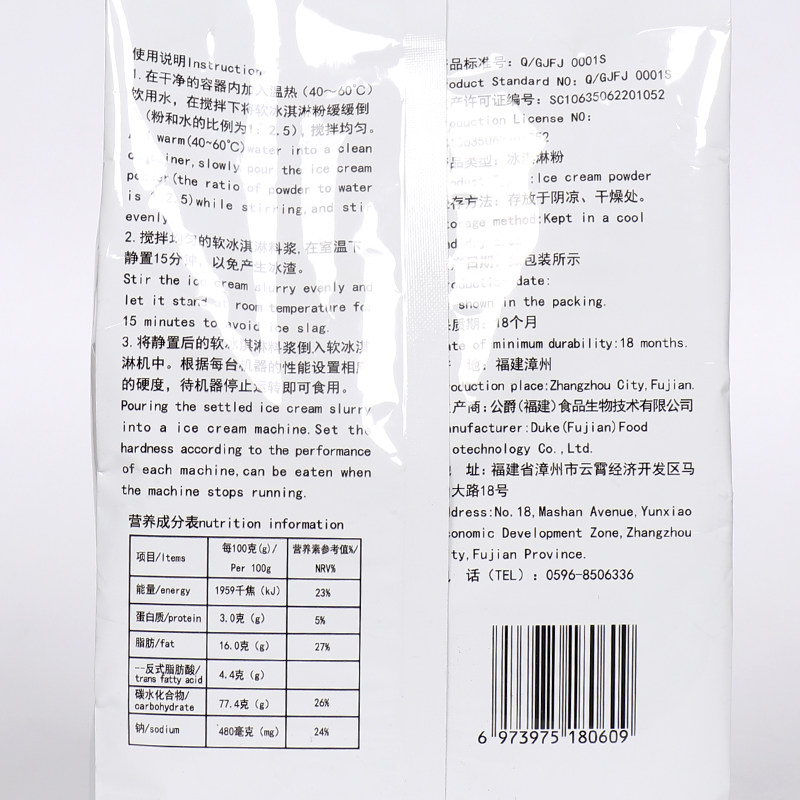 使用说明Instruction
1. 在干净的容器内加入温热（40～60℃）
饮用水，在搅拌下将软冰淇淋粉缓缓倒
（粉和水的比例为1：2.5），搅拌均匀。
warm(40~60℃)water into a clean
slowly pour the ice cream
(the ratio of powder to water
is 2.5)while stirring,and stir
evenly
2. 搅拌均匀的软冰淇淋料浆，在室温下
静置15分钟，以免产生冰渣。
Stir the ice cream slurry evenly and
let it stand at room temperature for
15 minutes to avoid ice slag.
3. 将静置后的软冰淇淋料浆倒入软冰淇
淋机中。根据每台机器的性能设置相应
的硬度，待机器停止运转即可食用。
Pouring the settled ice cream slurry
into a ice cream machine.Set the
hardness according to the performance
of each machine,can be eaten when
the machine stops running.
营养成分表nutrition information
项目/Items 每100克(g)/ Per 100g 营养素参考值%/ NRV%
能量/energy 1959千焦（kJ） 23%
蛋白质/protein 3.0克（g） 5%
脂肪/fat 16.0克（g） 27%
--反式脂肪酸/ trans fatty acid 4.4克（g）
碳水化合物/ carbohydrate 77.4克（g） 26%
钠/sodium 480毫克（mg） 24%
品标准号：Q/GJFJ 0001S
oduct Standard NO: Q/GJFJ 0001S
产许可证编号：SC10635062201052
License NO:
品类型：冰淇淋粉
:Ice cream powder
存方法：存放于阴凉、干燥处。
method:Kept in a cool
包装所示
date:
shown in the packing.
质期：18个月
of minimum durability:18 months.
地：福建漳州
oduction place:Zhangzhou City,Fujian.
产商：公爵（福建）食品生物技术有限公司
anufacturer:Duke(Fujian)Food
otechnology Co.,Ltd.
址：福建省漳州市云霄经济开发区马
大路18号
dress:No.18,Mashan Avenue,Yunxiao
conomic Development Zone,Zhangzhou
ty,Fujian Province.
话（TEL）：0596-8506336
6 973975 180609